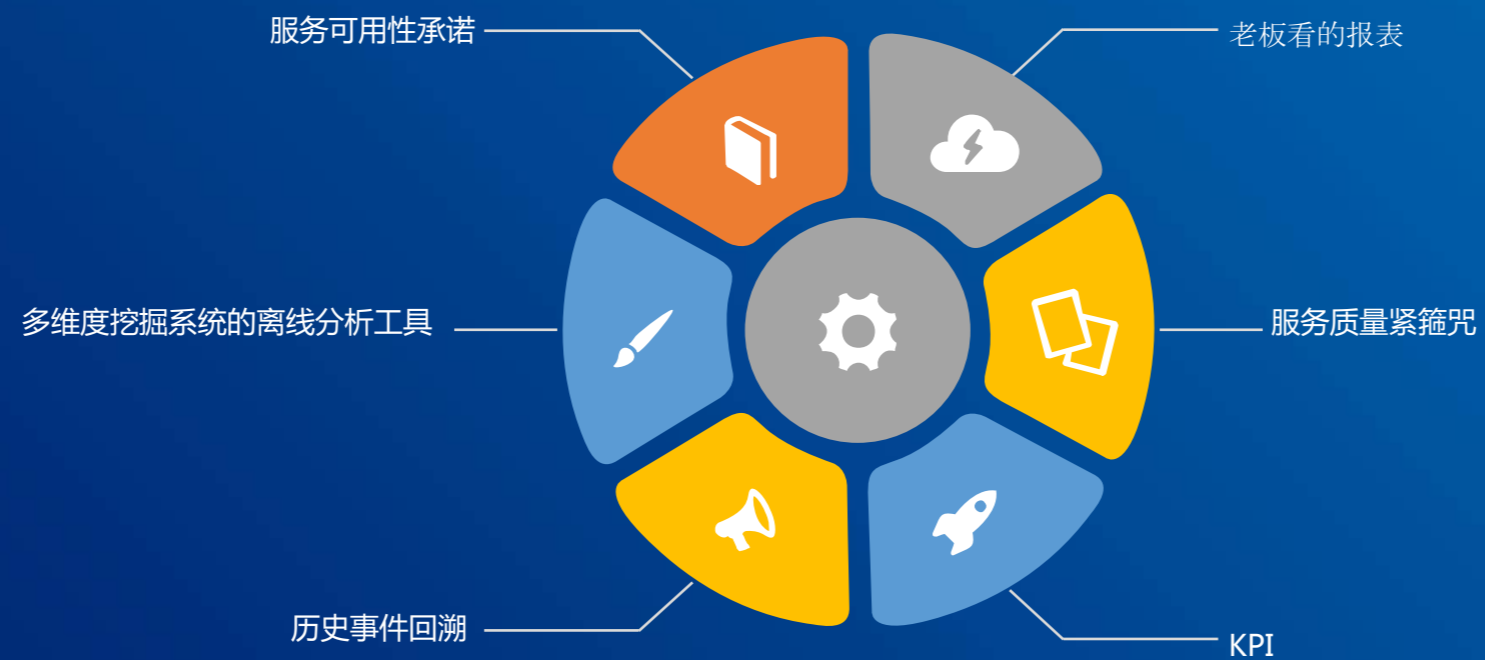 服务可用性承诺
老板看的报表
多维度挖掘系统的离线分析工具
服务质量紧箍咒
历史事件回溯
KPI